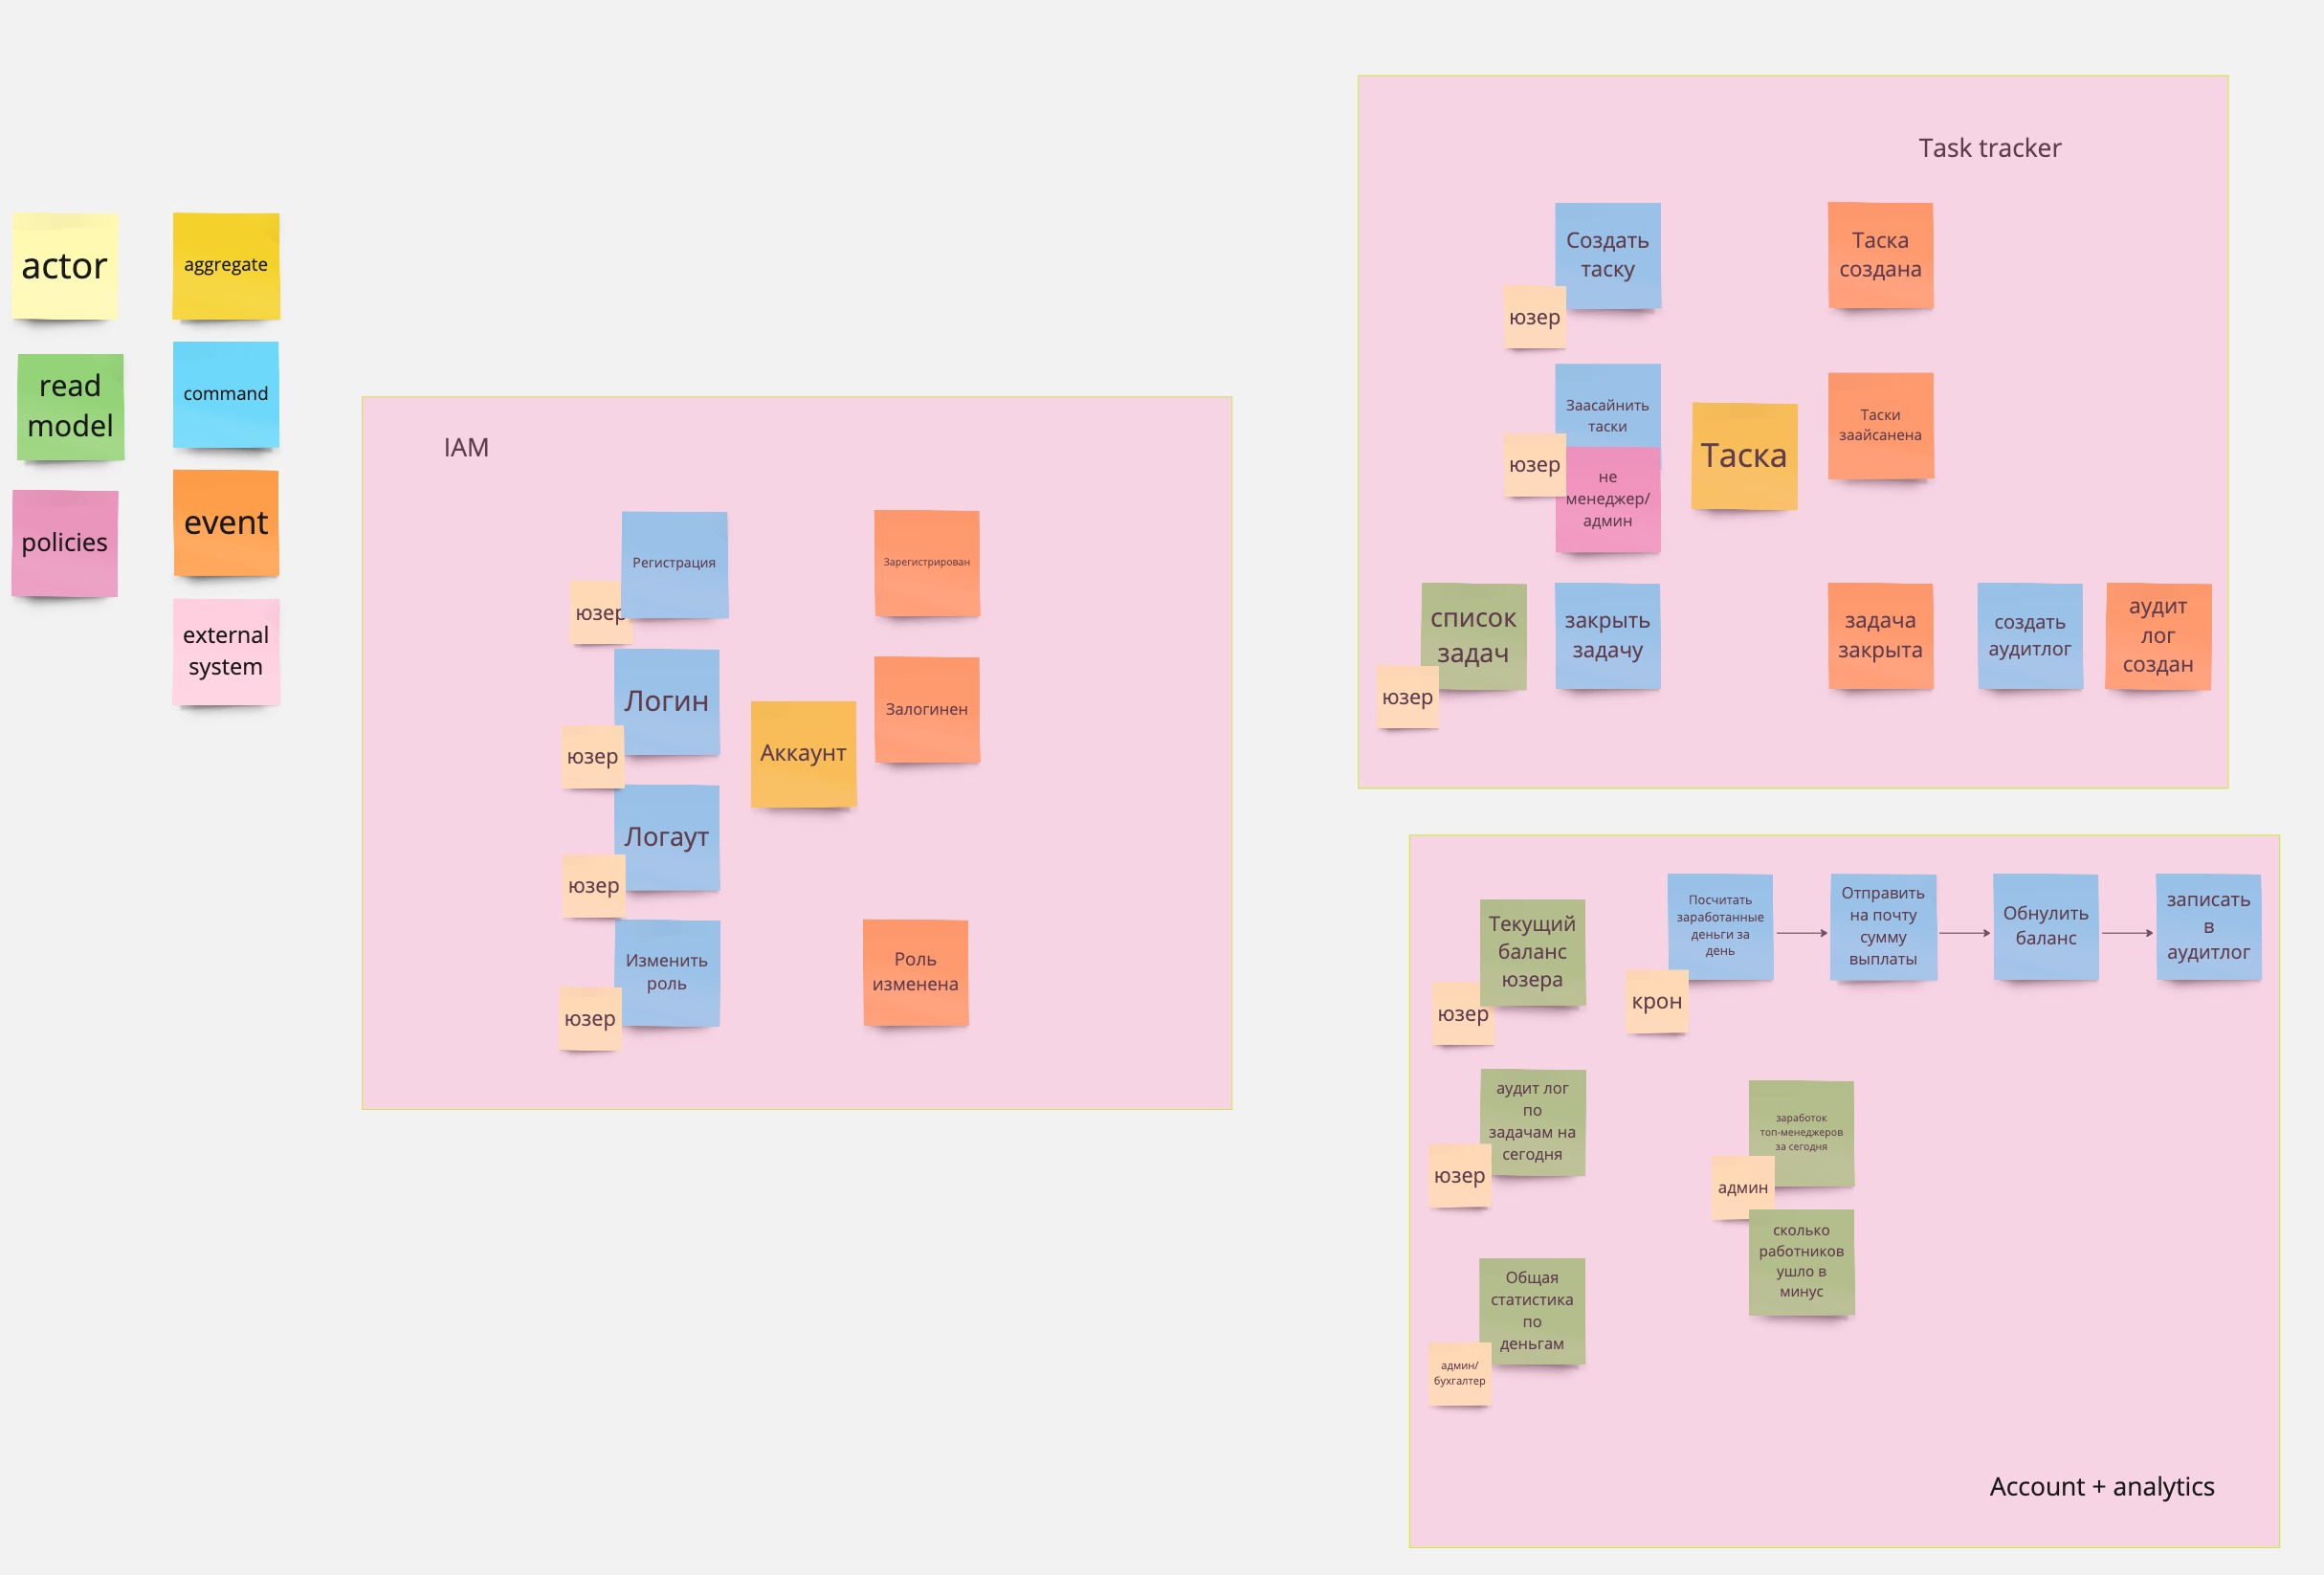 actor
aggregate
read
model
command
policies
event
external
system
IAM
Регистрация
юзер
Зарегистрирован
Логин
юзер
Аккаунт
Залогинен
Логаут
юзер
Изменить
роль
юзер
Роль
изменена
Task tracker
Создать
таску
юзер
Таска
создана
Заасайнить
таски
юзер
не
менеджер/
админ
Таска
Таски
заайсанена
список
задач
юзер
закрыть
задачу
задача
закрыта
создать
аудитлог
аудит
лог
создан
Текущий
баланс
юзера
юзер
Посчитать
заработанные
деньги за
день
крон
Отправить
на почту
сумму
выплаты
Обнулить
баланс
записать
в
аудитлог
аудит лог
по
задачам на
сегодня
юзер
заработок
топ-менеджеров
за сегодня
админ
сколько
работников
ушло в
минус
Общая
статистика
по
деньгам
админ/
бухгалтер
Account + analytics